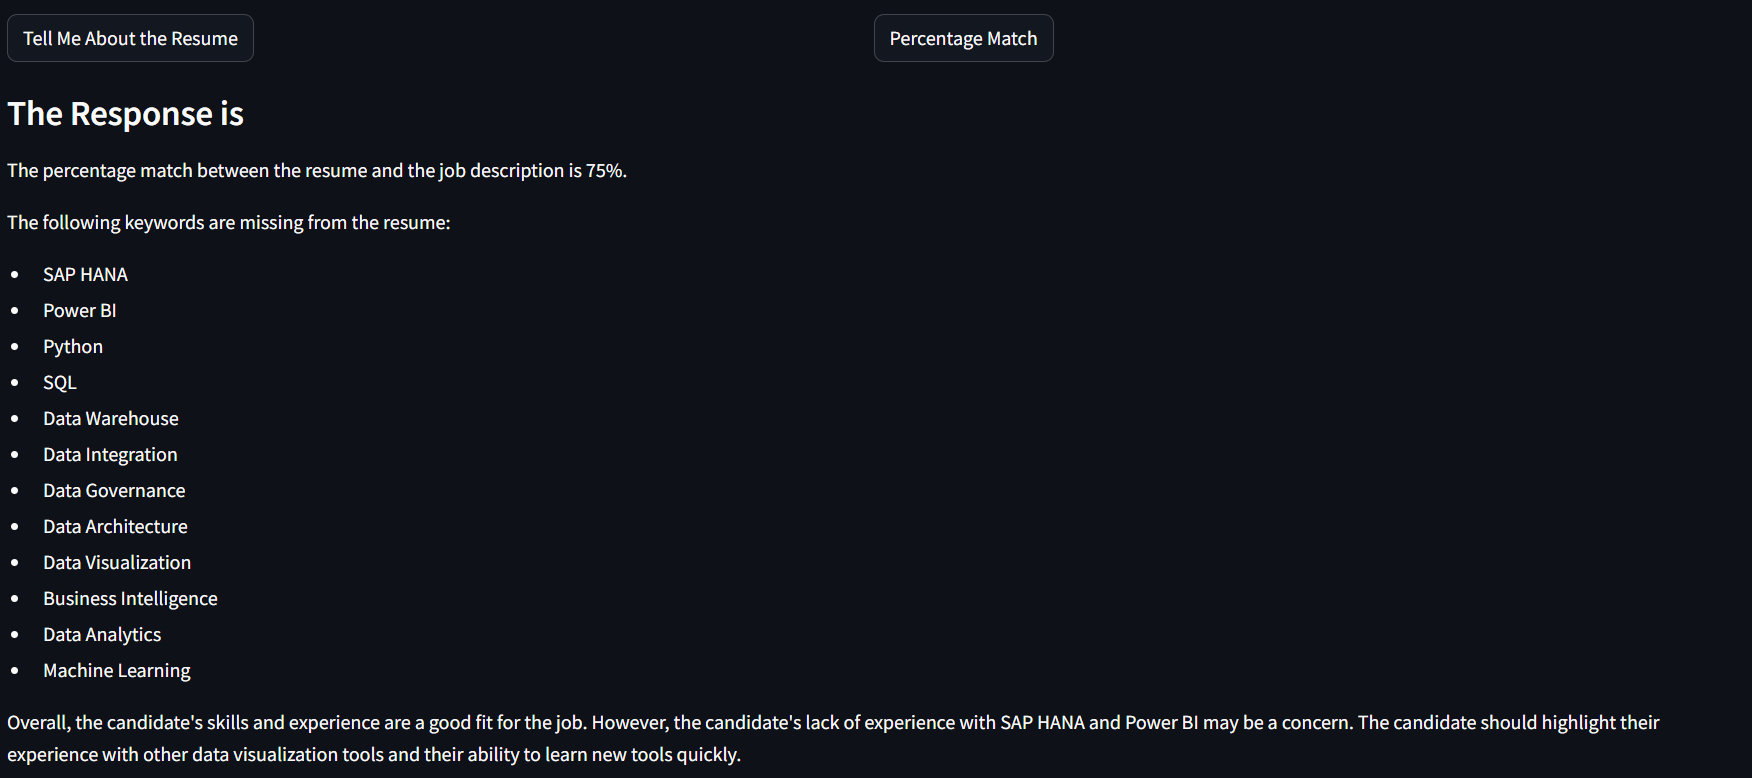 Tell Me About the Resume
Percentage Match
The Response is
The percentage match between the resume and the job description is 75%.
The following keywords are missing from the resume:
SAP HANA
Power BI
Python
SQL
Data Warehouse
Data Integration
Data Governance
Data Architecture
Data Visualization
Business Intelligence
Data Analytics
Machine Learning
Overall, the candidate's skills and experience are a good fit for the job. However, the candidate's lack of experience with SAP HANA and Power BI may be a concern. The candidate should highlight their
experience with other data visualization tools and their ability to learn new tools quickly.